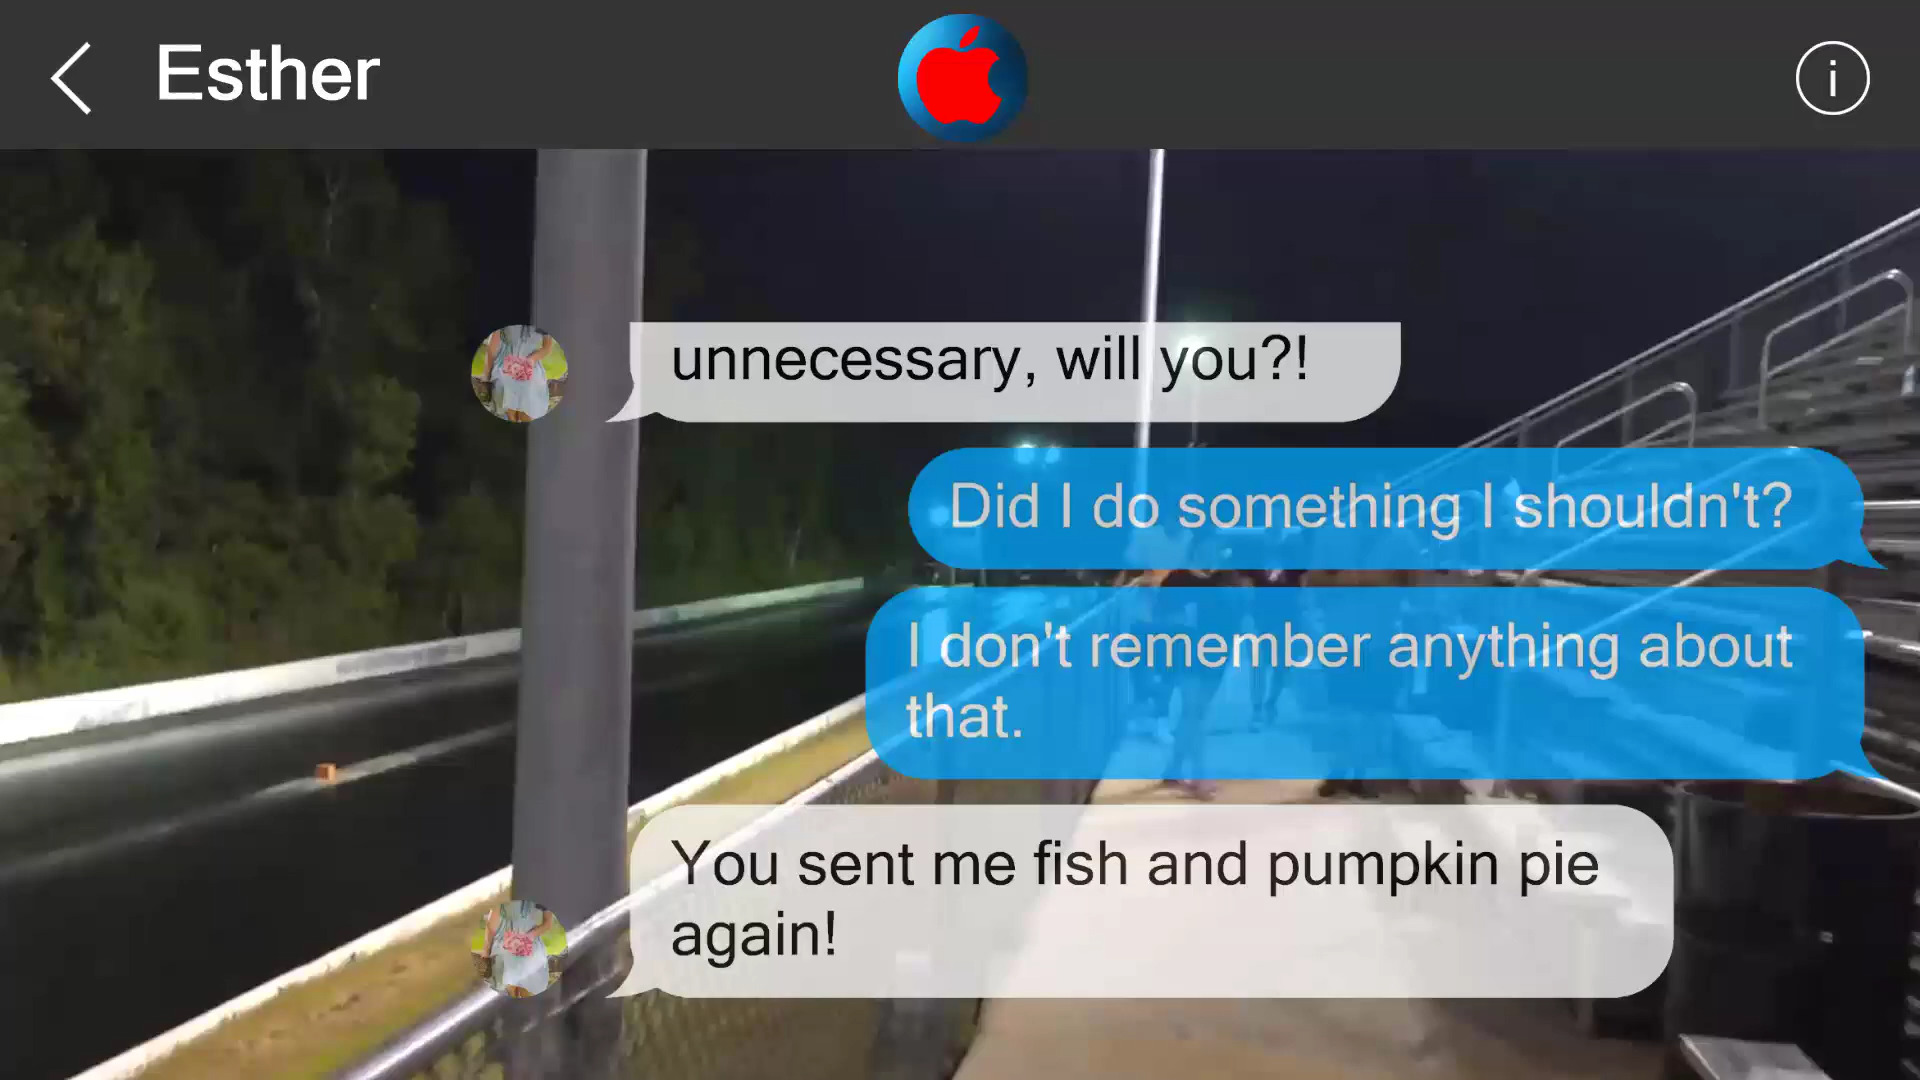 Esther
i
unnecessary, will you?!
Did I do something I shouldn't?
I don't remember anything about
that.
You sent me fish and pumpkin pie
again!